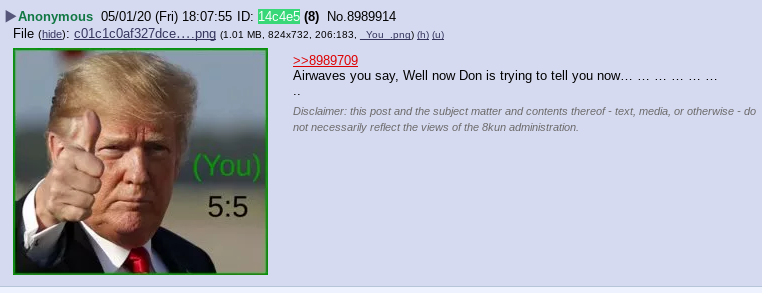 ▶Anonymous 05/01/20 (Fri) 18:07:55 ID: 14c4e5 (8) No.8989914
File (hide): c01c1c0af327dce….png (1.01 MB, 824x732, 206:183, _You_.png) (h) (u)
>>8989709
Airwaves you say, Well now Don is trying to tell you now… … … … … …
..
Disclaimer: this post and the subject matter and contents thereof - text, media, or otherwise - do
not necessarily reflect the views of the 8kun administration.
(You)
5:5